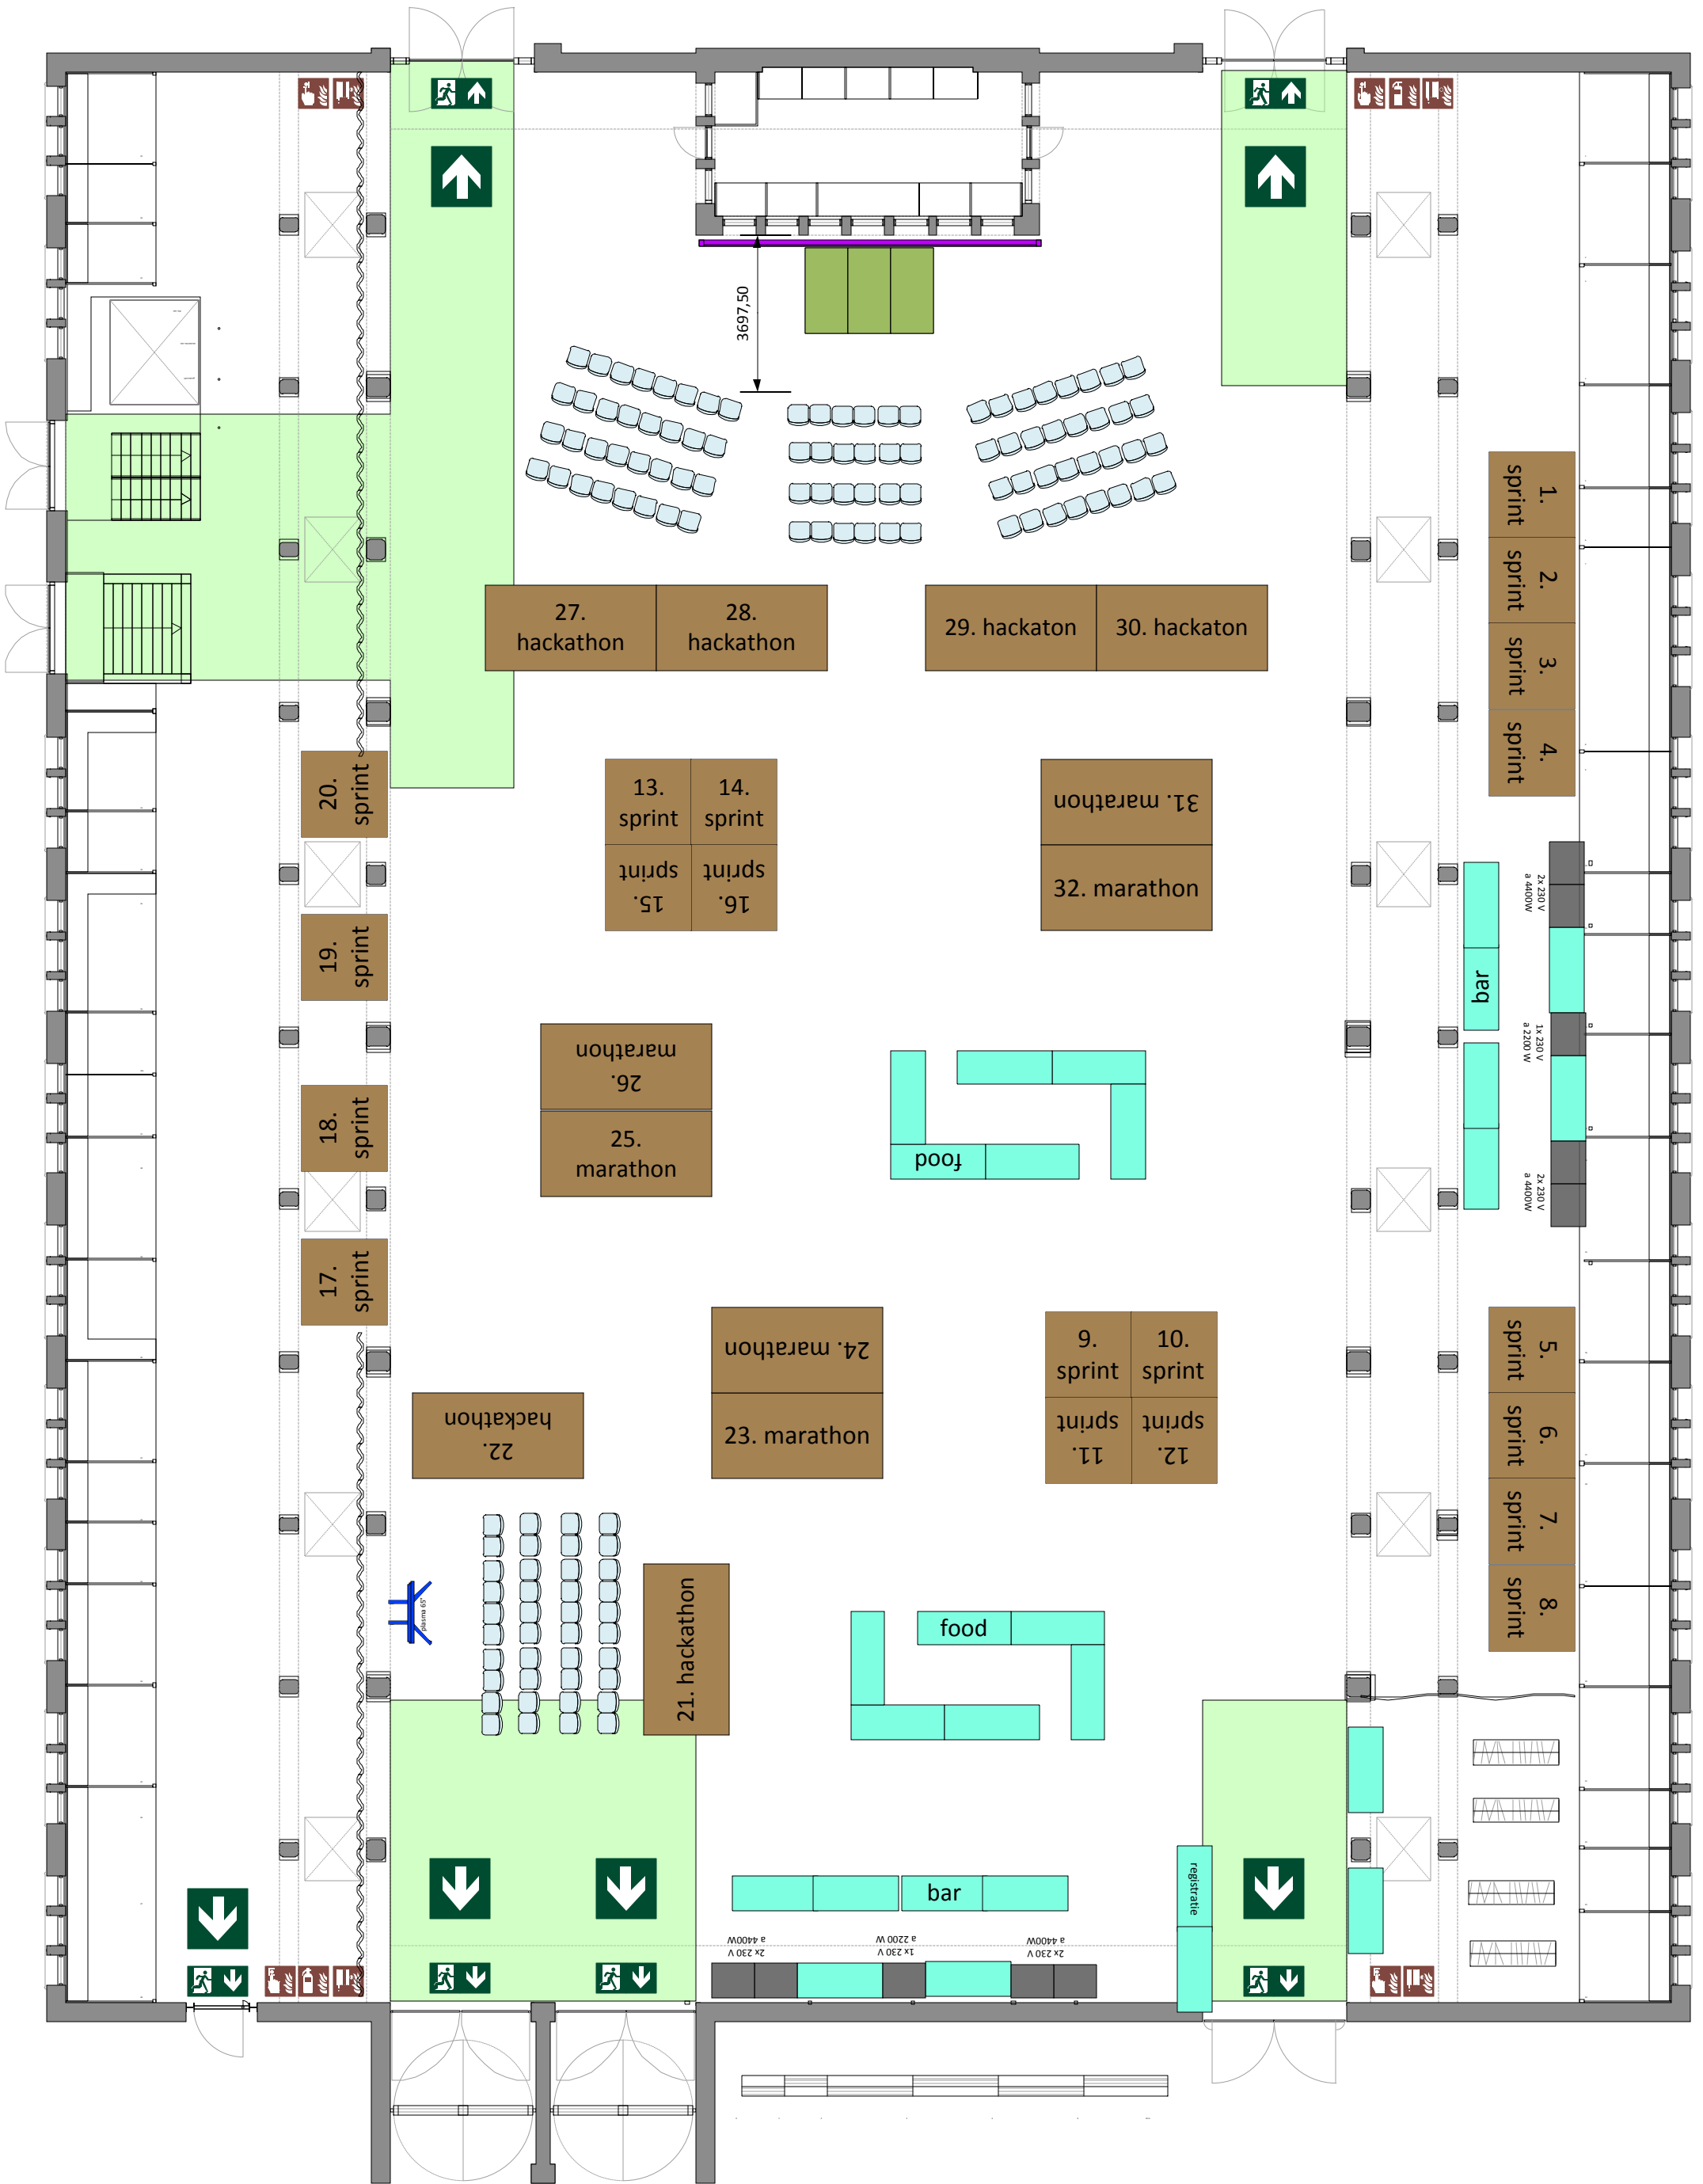 3697,50
1.
sprint
2.
sprint
3.
sprint
4.
sprint
27.
hackathon
28.
hackathon
29. hackaton
30. hackaton
20.
sprint
13.
sprint
14.
sprint
15.
sprint
16.
sprint
31. marathon
32. marathon
2x 230 V
a 4400W
19.
sprint
bar
1x 230 V
a 2200 W
26.
marathon
25.
marathon
18.
sprint
food
2x 230 V
a 4400W
17.
sprint
24. marathon
23. marathon
9.
sprint
10.
sprint
11.
sprint
12.
sprint
5.
sprint
6.
sprint
7.
sprint
8.
sprint
22.
hackathon
plasma 65"
21. hackathon
food
bar
registratie
2x 230 V
a 4400W
1x 230 V
a 2200 W
2x 230 V
a 4400W